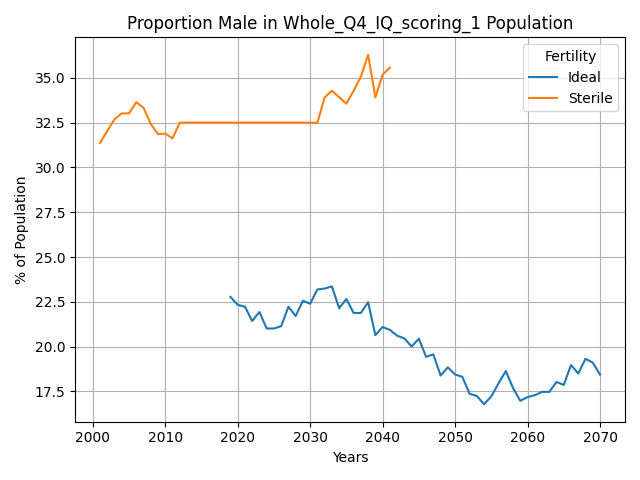 Proportion Male in Whole_Q4_IQ_scoring_1 Population
Fertility
Ideal
Sterile
% of Population
35.0
32.5
30.0
27.5
25.0
22.5
20.0
17.5
2000 2010 2020 2030 2040 2050 2060 2070
Years